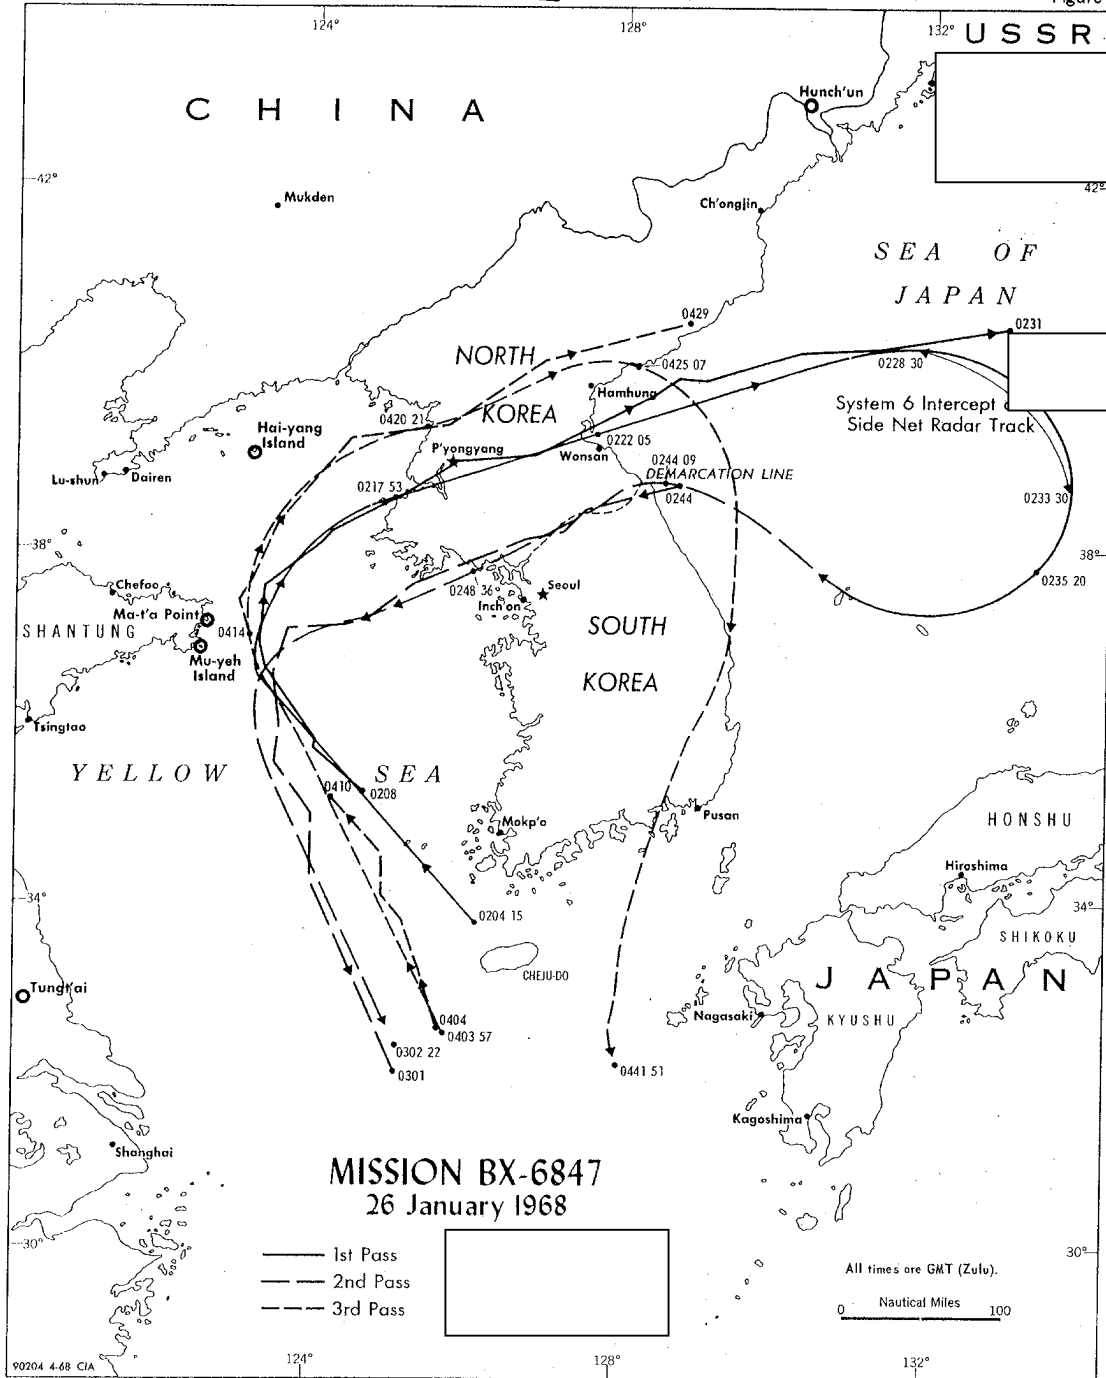 Figure
124°
128°
132°
USSR
CHINA
Hunch'un
42°
Mukden
Ch'ongjin
42°
SEA OF
JAPAN
0429
0231
NORTH
0425 07
0228 30
Hamhung
KOREA
System 6 Intercept
Side Net Radar Track
0420 21
Hai-yang
Island
P'yongyang
0222 05
Wonsan
Lu-shun
Dairen
0244 09
DEMARCATION LINE
0217 53
0244
0233 30
38°
38°
Chefoo
0248 36
Seoul
Inch'on
0235 20
Ma-t'a Point
SHANTUNG
0414
SOUTH
KOREA
Mu-yeh
Island
Tsingtao
YELLOW SEA
0410
0208
Pusan
Mokp'o
HONSHU
Hiroshima
34°
34°
0204 15
SHIKOKU
CHEJU-DO
JAPAN
Tungt'ai
Nagasaki
KYUSHU
0404
0403 57
0302 22
0301
0441 51
Kagoshima
Shanghai
MISSION BX-6847
26 January 1968
30°
30°
1st Pass
2nd Pass
3rd Pass
All times are GMT (Zulu).
Nautical Miles
0 100
90204 4-68 CIA
124°
128°
132°